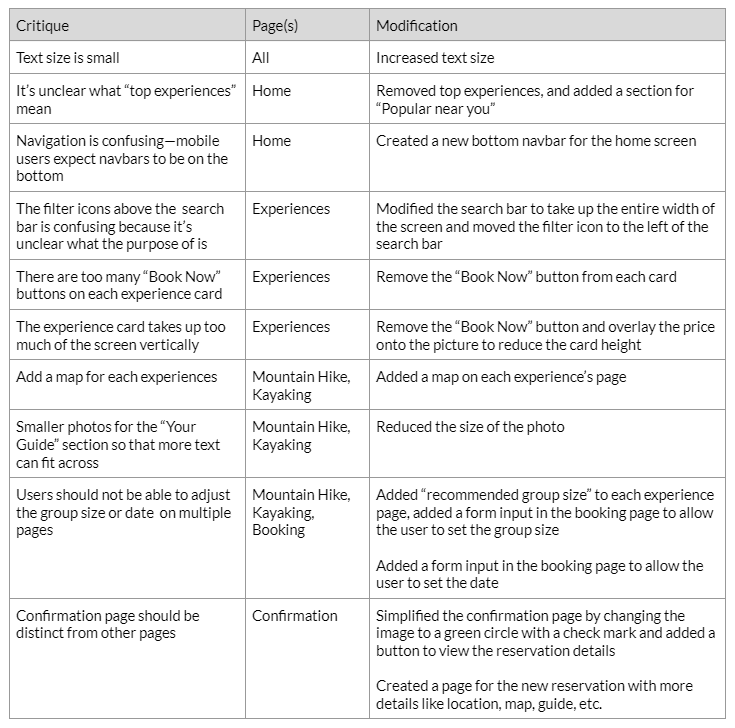 Critique Page(s) Modification
Text size is small All Increased text size
It's unclear what “top experiences” mean Home Removed top experiences, and added a section for “Popular near you”
Navigation is confusing—mobile users expect navbars to be on the bottom Home Created a new bottom navbar for the home screen
The filter icons above the search bar is confusing because it's unclear what the purpose of is Experiences Modified the search bar to take up the entire width of the screen and moved the filter icon to the left of the search bar
There are too many “Book Now” buttons on each experience card Experiences Remove the “Book Now” button from each card
The experience card takes up too much of the screen vertically Experiences Remove the “Book Now” button and overlay the price onto the picture to reduce the card height
Add a map for each experiences Mountain Hike, Kayaking Added a map on each experience's page
Smaller photos for the “Your Guide” section so that more text can fit across Mountain Hike, Kayaking Reduced the size of the photo
Users should not be able to adjust the group size or date on multiple pages Mountain Hike, Kayaking, Booking Added “recommended group size” to each experience page, added a form input in the booking page to allow the user to set the group size
Added a form input in the booking page to allow the user to set the date
Confirmation page should be distinct from other pages Confirmation Simplified the confirmation page by changing the image to a green circle with a check mark and added a button to view the reservation details
Created a page for the new reservation with more details like location, map, guide, etc.